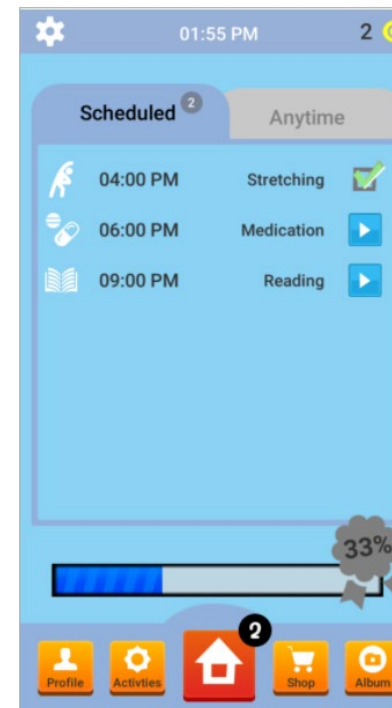 01:55 PM 2
Scheduled 2 Anytime
04:00 PM Stretching
06:00 PM Medication
09:00 PM Reading
33%
2
Profile Activties Shop Album